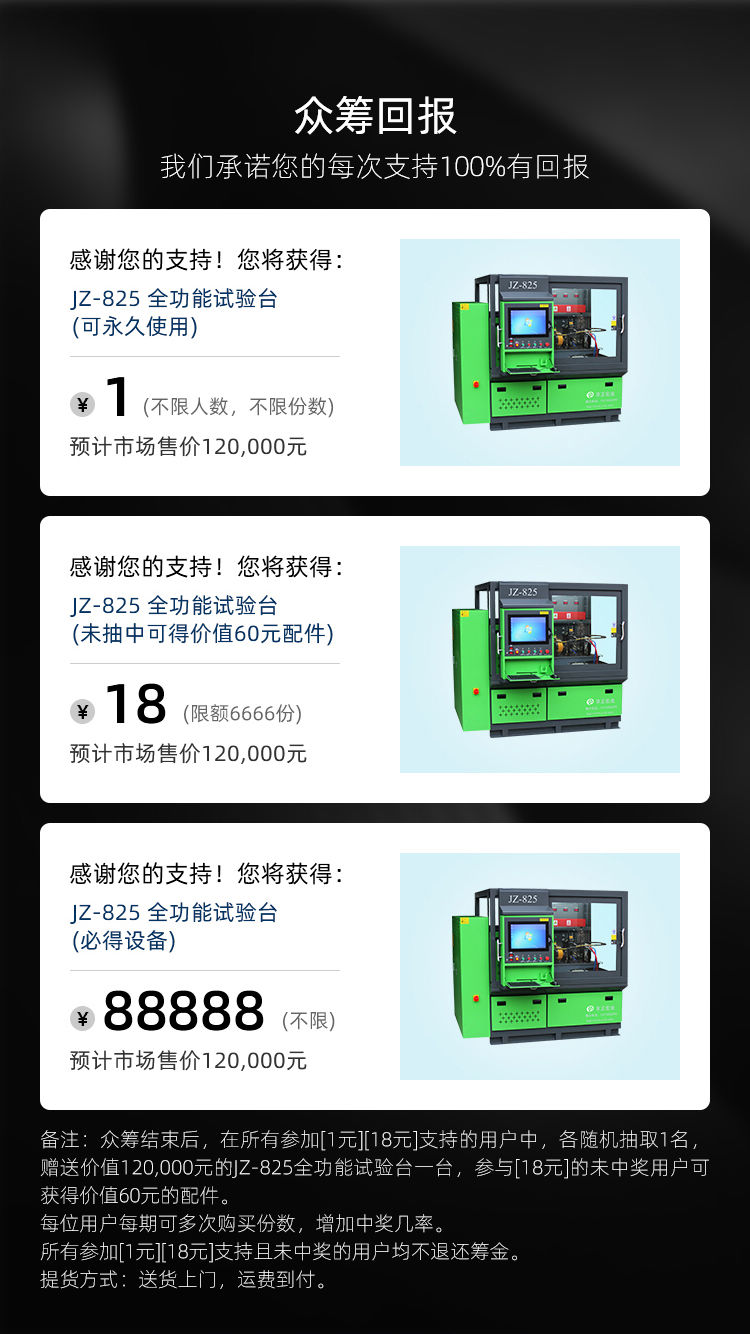 众筹回报
我们承诺您的每次支持100%有回报
感谢您的支持！您将获得：
JZ-825 全功能试验台
(可永久使用)
¥ 1 (不限人数，不限份数)
预计市场售价120,000元
JZ-825
感谢您的支持！您将获得：
JZ-825 全功能试验台
(未抽中可得价值60元配件)
¥ 18 (限额6666份)
预计市场售价120,000元
JZ-825
感谢您的支持！您将获得：
JZ-825 全功能试验台
(必得设备)
¥ 88888 (不限)
预计市场售价120,000元
JZ-825
备注：众筹结束后，在所有参加[1元][18元]支持的用户中，各随机抽取1名，
赠送价值120,000元的JZ-825全功能试验台一台，参与[18元]的未中奖用户可
获得价值60元的配件。
每位用户每期可多次购买份数，增加中奖几率。
所有参加[1元][18元]支持且未中奖的用户均不退还筹金。
提货方式：送货上门，运费到付。